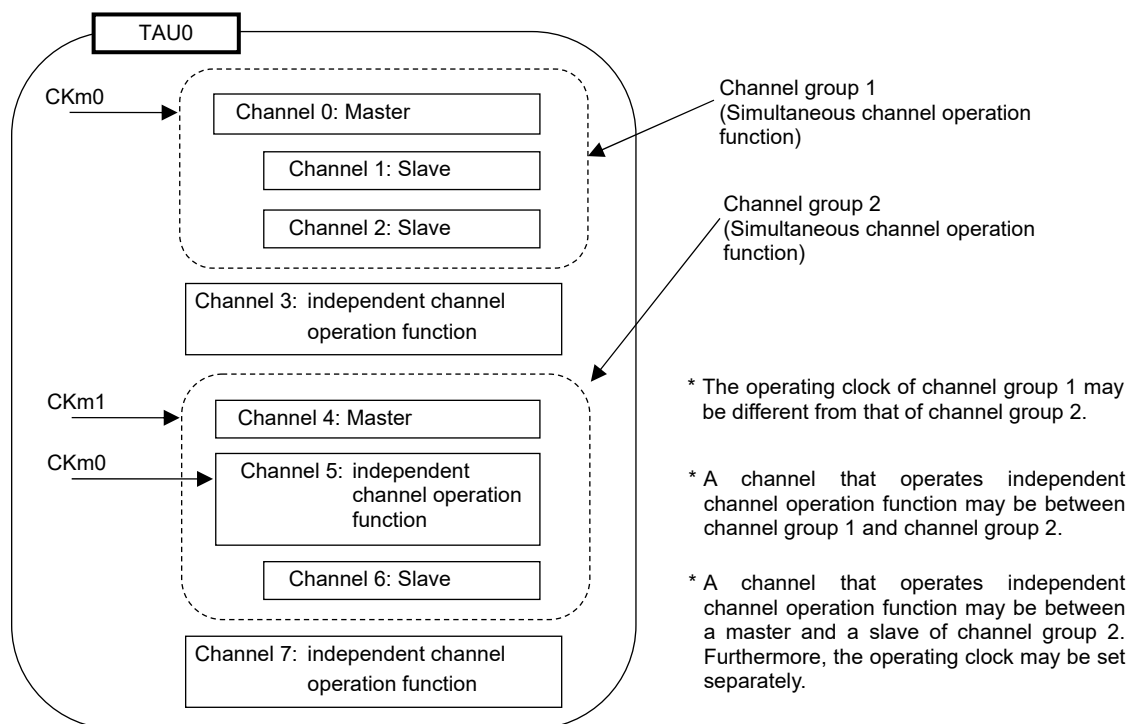 TAU0
CKm0
Channel 0: Master
Channel 1: Slave
Channel 2: Slave
Channel group 1
(Simultaneous channel operation
function)
Channel group 2
(Simultaneous channel operation
function)
Channel 3: independent channel
operation function
CKm1
Channel 4: Master
CKm0
Channel 5: independent
channel operation
function
Channel 6: Slave
Channel 7: independent channel
operation function
* The operating clock of channel group 1 may
be different from that of channel group 2.
* A channel that operates independent
channel operation function may be between
channel group 1 and channel group 2.
* A channel that operates independent
channel operation function may be between
a master and a slave of channel group 2.
Furthermore, the operating clock may be set
separately.